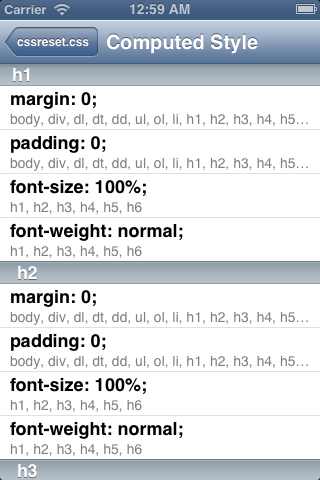 Carrier 12:59 AM
cssreset.css Computed Style
h1
margin: 0;
body, div, dl, dt, dd, ul, ol, li, h1, h2, h3, h4, h5...
padding: 0;
body, div, dl, dt, dd, ul, ol, li, h1, h2, h3, h4, h5...
font-size: 100%;
h1, h2, h3, h4, h5, h6
font-weight: normal;
h1, h2, h3, h4, h5, h6
h2
margin: 0;
body, div, dl, dt, dd, ul, ol, li, h1, h2, h3, h4, h5...
padding: 0;
body, div, dl, dt, dd, ul, ol, li, h1, h2, h3, h4, h5...
font-size: 100%;
h1, h2, h3, h4, h5, h6
font-weight: normal;
h1, h2, h3, h4, h5, h6
h3